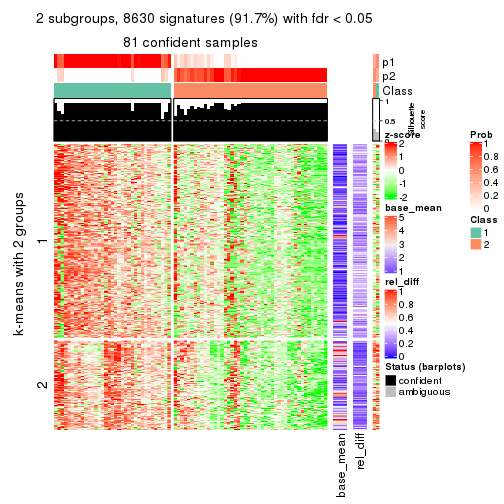 2 subgroups, 8630 signatures (91.7%) with fdr < 0.05
81 confident samples
p1
p2
Class
1
0.5
0
Silhouette
score
k-means with 2 groups
1
2
base_mean
rel_diff
z-score
2
1
0
-1
-2
base_mean
5
4
3
2
1
rel_diff
1
0.8
0.6
0.4
0.2
0
Status (barplots)
confident
ambiguous
Prob
1
0.8
0.6
0.4
0.2
0
Class
1
2